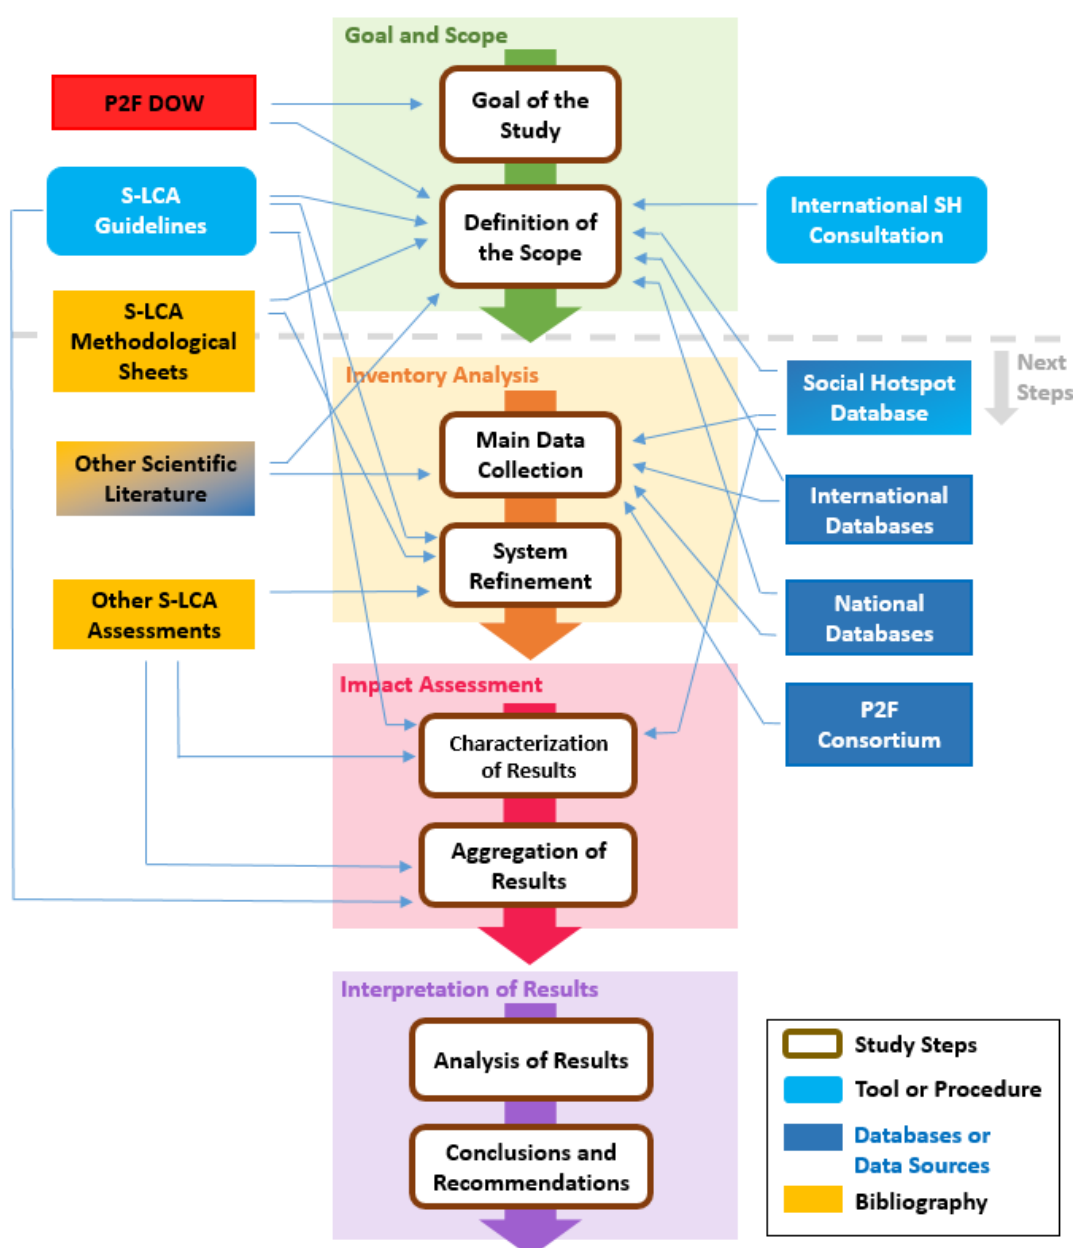 Goal and Scope
P2F DOW
Goal of the
Study
S-LCA
Guidelines
Definition of
the Scope
International SH
Consultation
S-LCA
Methodological
Sheets
Next
Steps
Inventory Analysis
Social Hotspot
Database
Main Data
Collection
Other Scientific
Literature
International
Databases
System
Refinement
Other S-LCA
Assessments
National
Databases
Impact Assessment
P2F
Consortium
Characterization
of Results
Aggregation of
Results
Interpretation of Results
Analysis of Results
Conclusions and
Recommendations
Study Steps
Tool or Procedure
Databases or
Data Sources
Bibliography